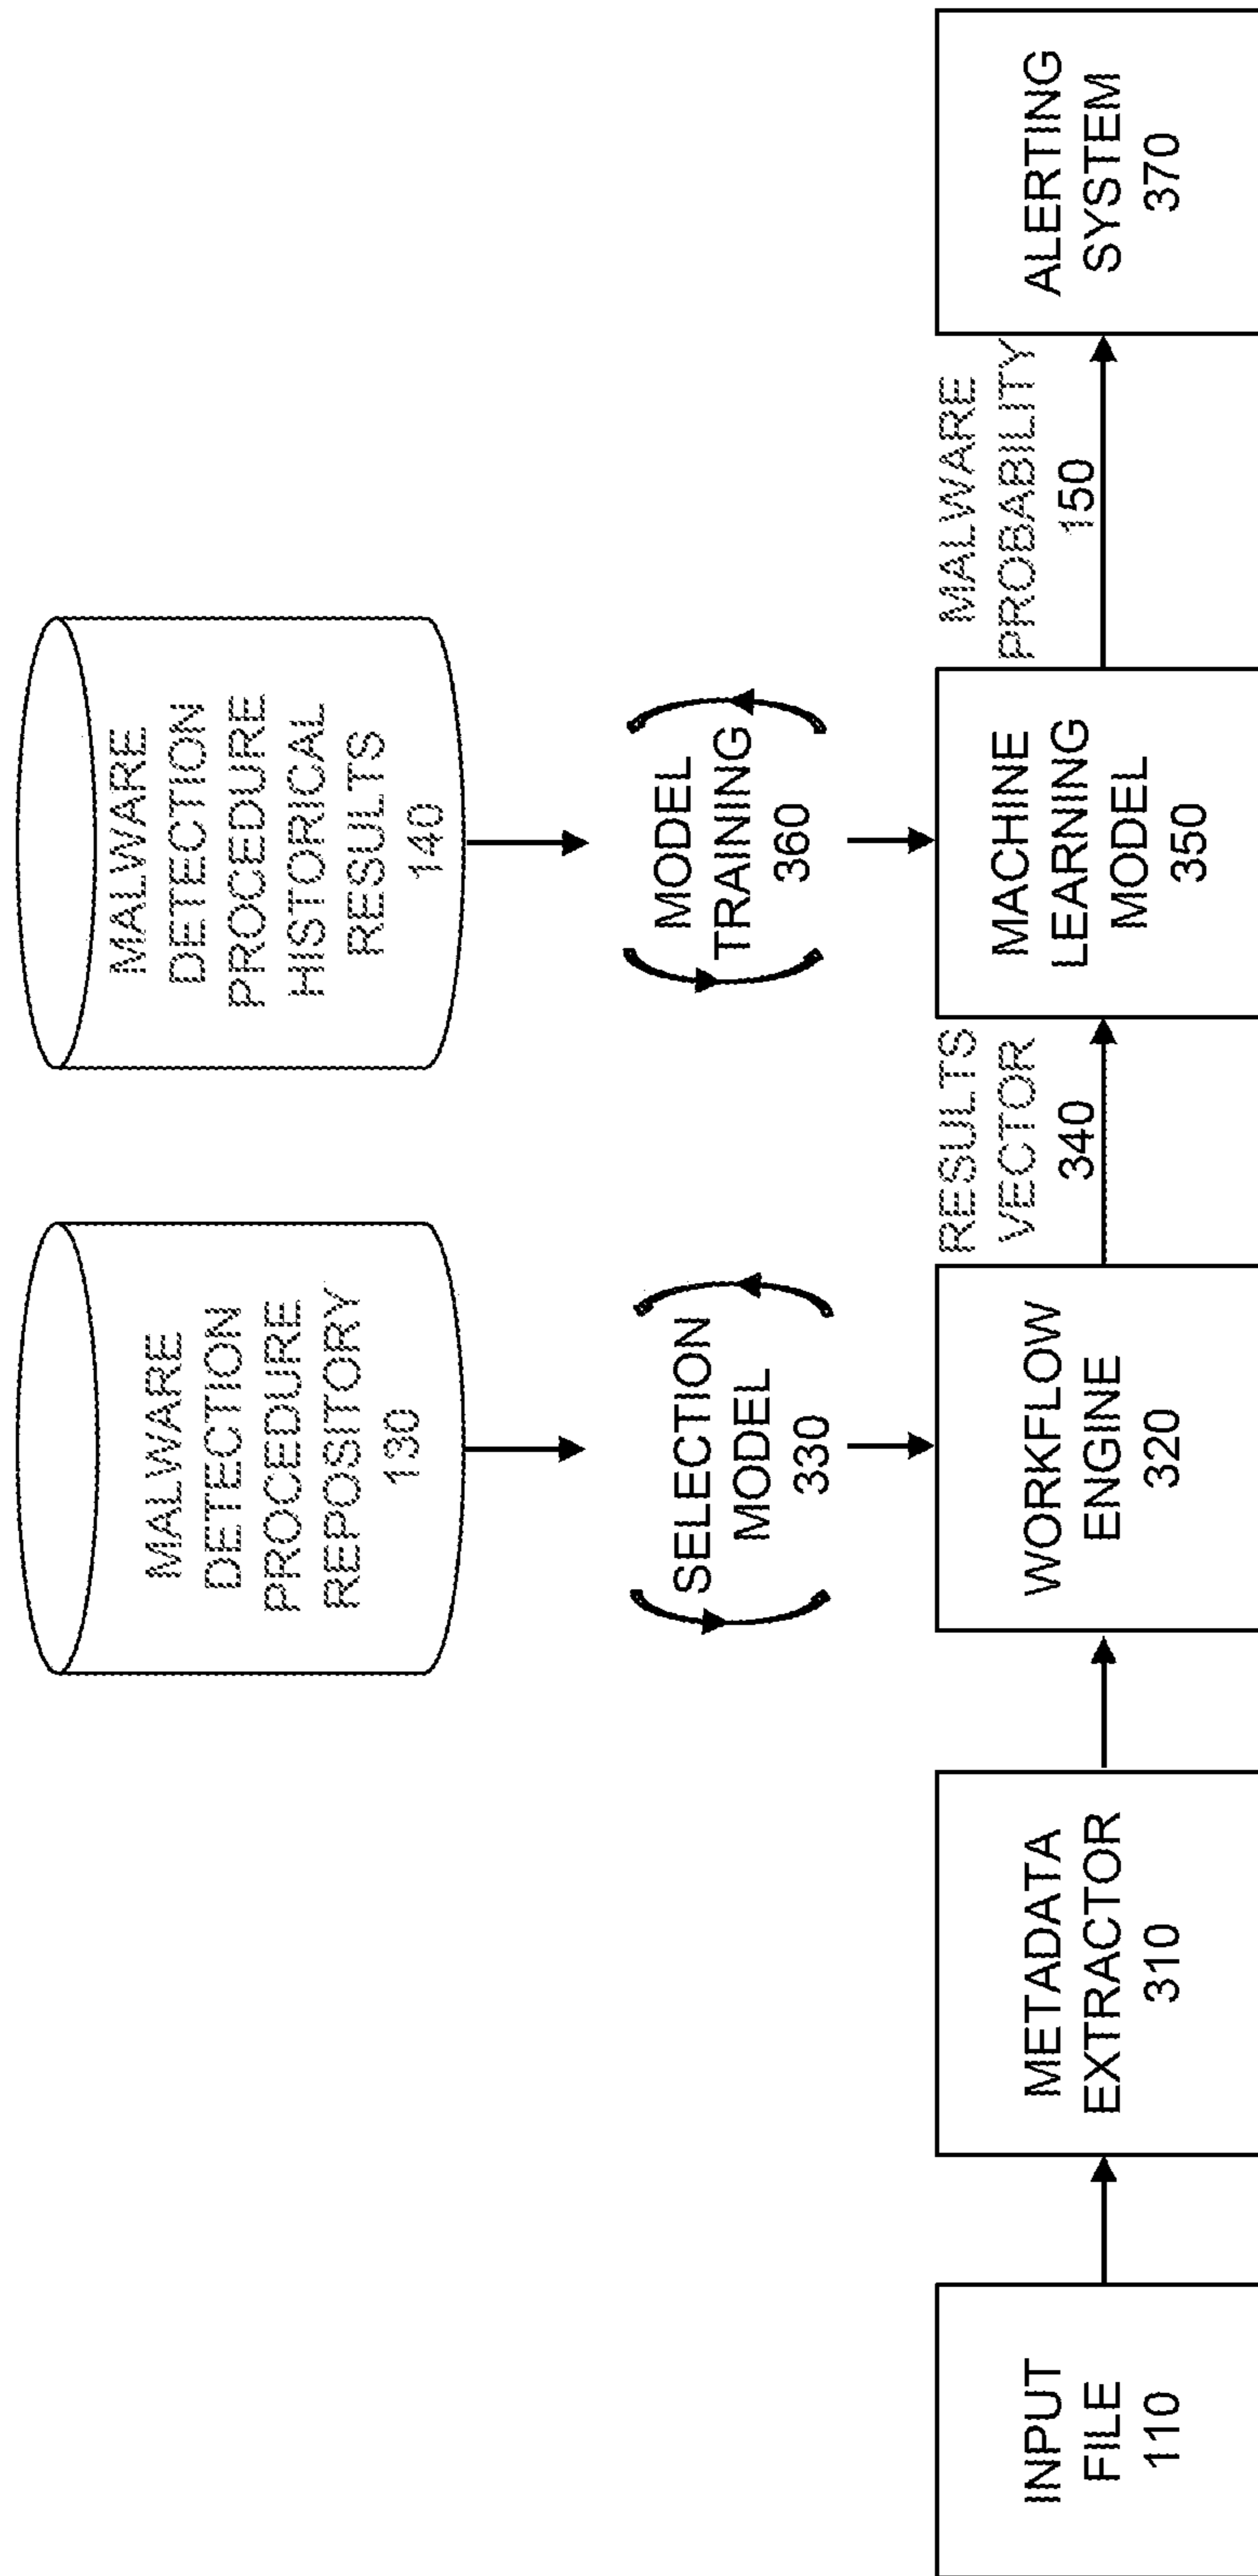 MALWARE
DETECTION
PROCEDURE
REPOSITORY
130
MALWARE
DETECTION
PROCEDURE
HISTORICAL
RESULTS
140
SELECTION
MODEL
330
MODEL
TRAINING
360
INPUT
FILE
110
METADATA
EXTRACTOR
310
WORKFLOW
ENGINE
320
RESULTS
VECTOR
340
MACHINE
LEARNING
MODEL
350
MALWARE
PROBABILITY
150
ALERTING
SYSTEM
370